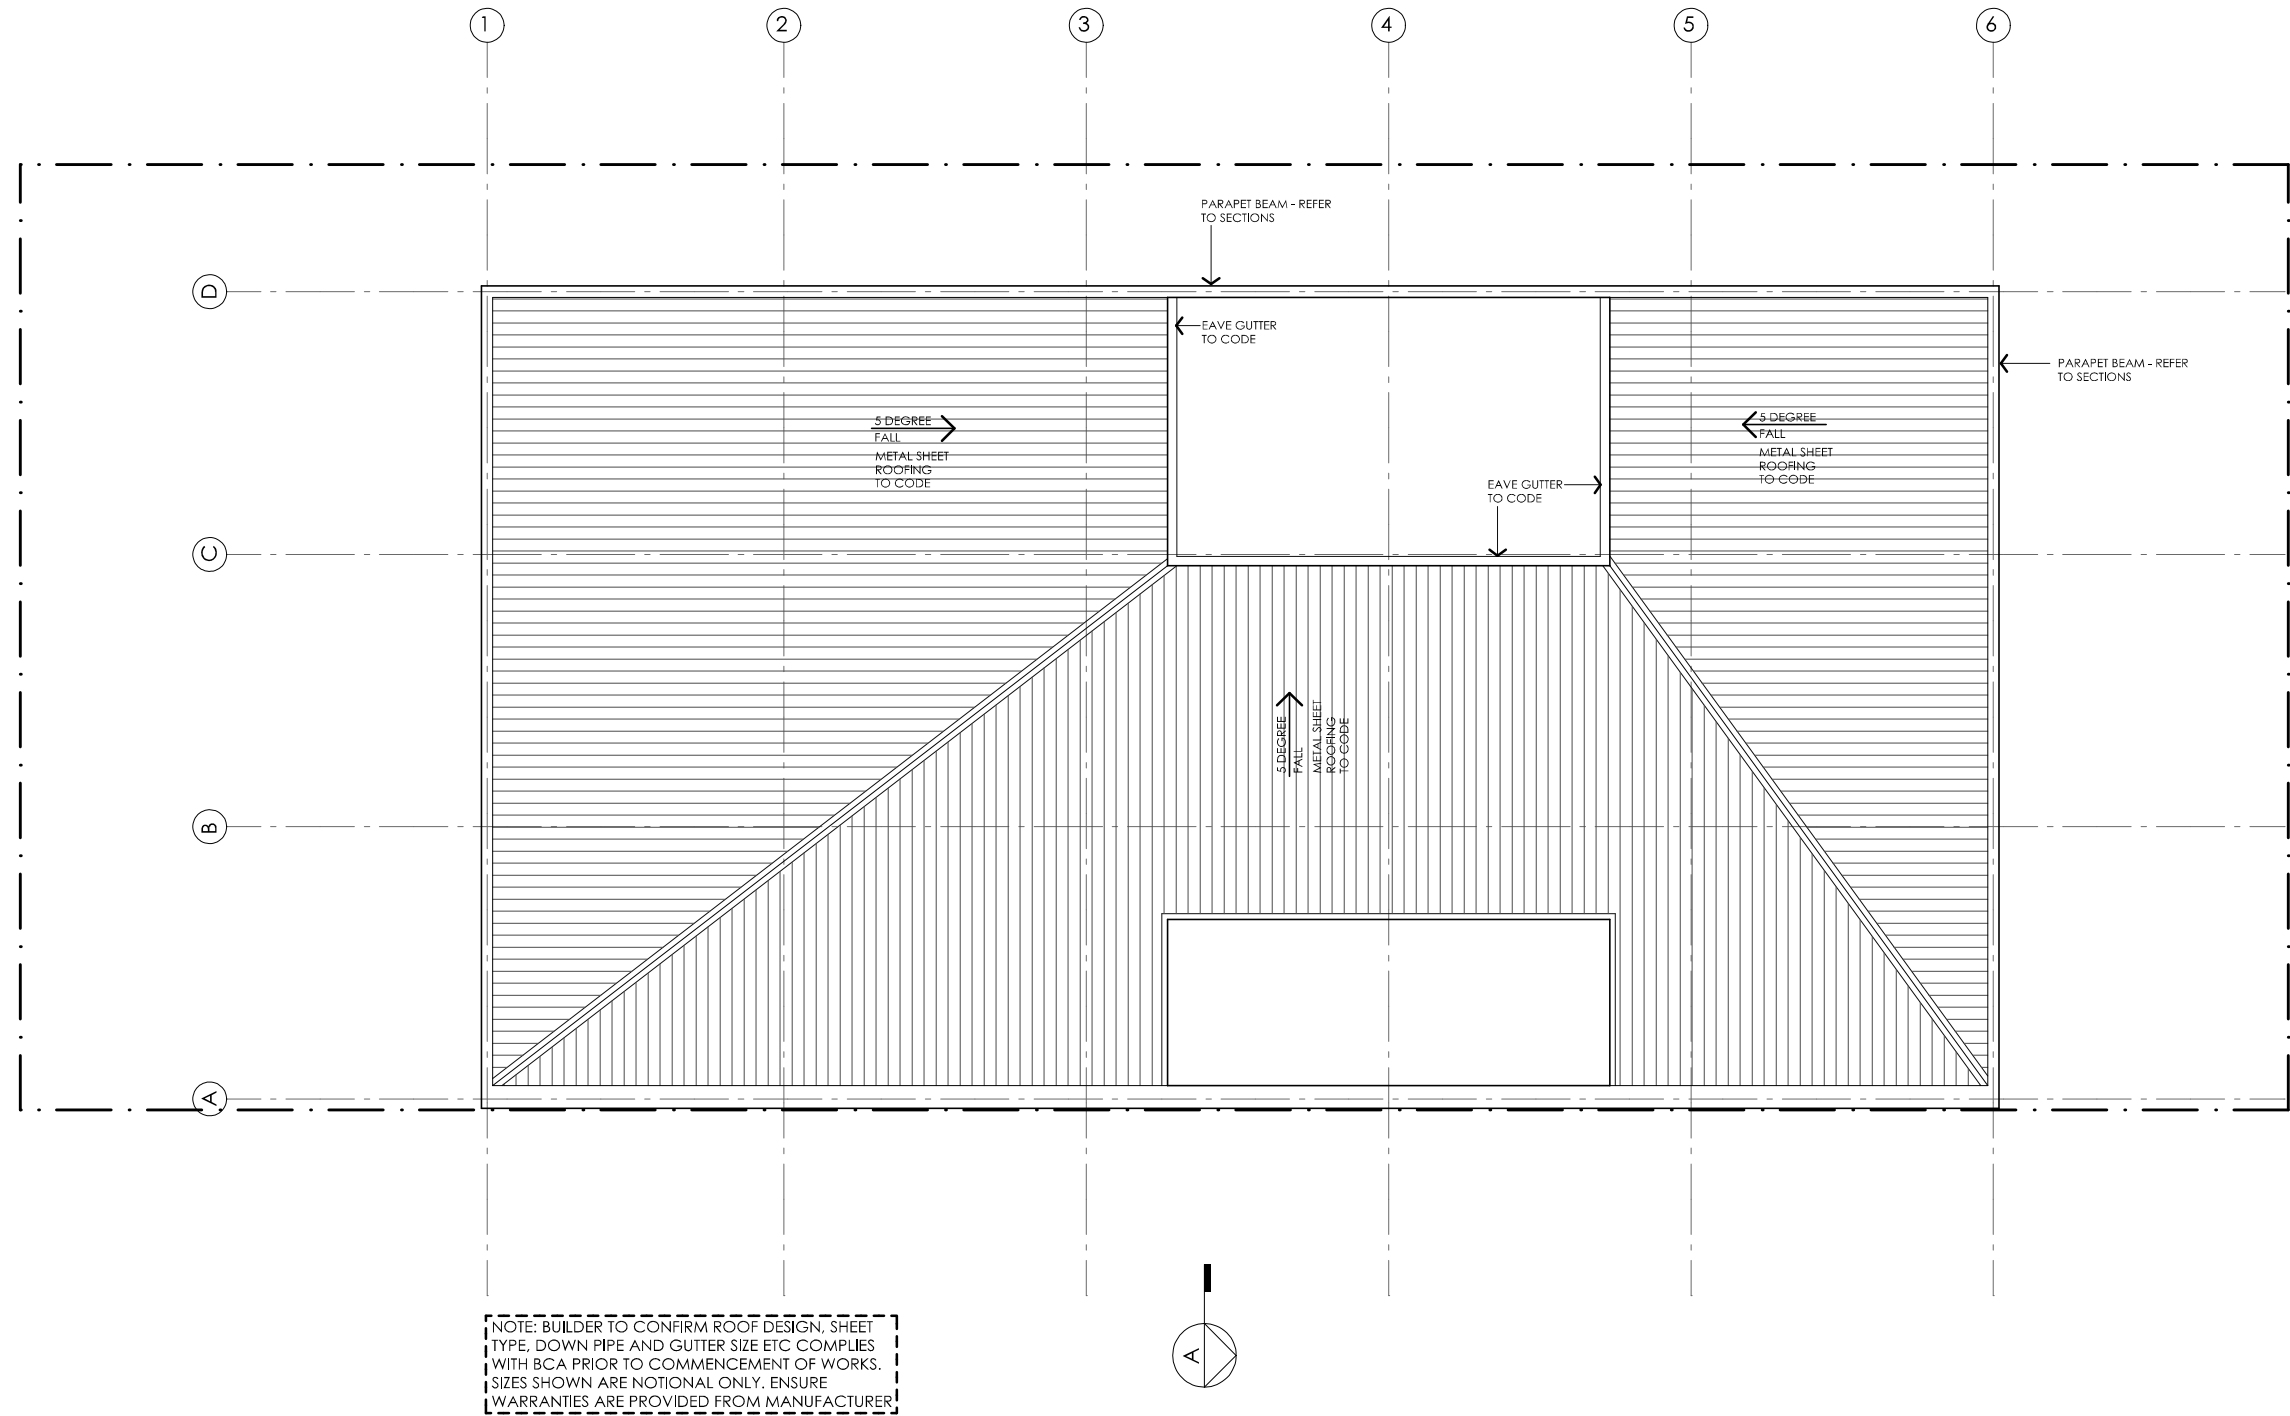 1
2
3
4
5
6
PARAPET BEAM - REFER
TO SECTIONS
D
EAVE GUTTER
TO CODE
PARAPET BEAM - REFER
TO SECTIONS
5 DEGREE
FALL
METAL SHEET
ROOFING
TO CODE
5 DEGREE
FALL
METAL SHEET
ROOFING
TO CODE
EAVE GUTTER
TO CODE
C
5 DEGREE
FALL
METAL SHEET
ROOFING
TO CODE
B
A
A
NOTE: BUILDER TO CONFIRM ROOF DESIGN, SHEET
TYPE, DOWN PIPE AND GUTTER SIZE ETC COMPLIES
WITH BCA PRIOR TO COMMENCEMENT OF WORKS.
SIZES SHOWN ARE NOTIONAL ONLY. ENSURE
WARRANTIES ARE PROVIDED FROM MANUFACTURER